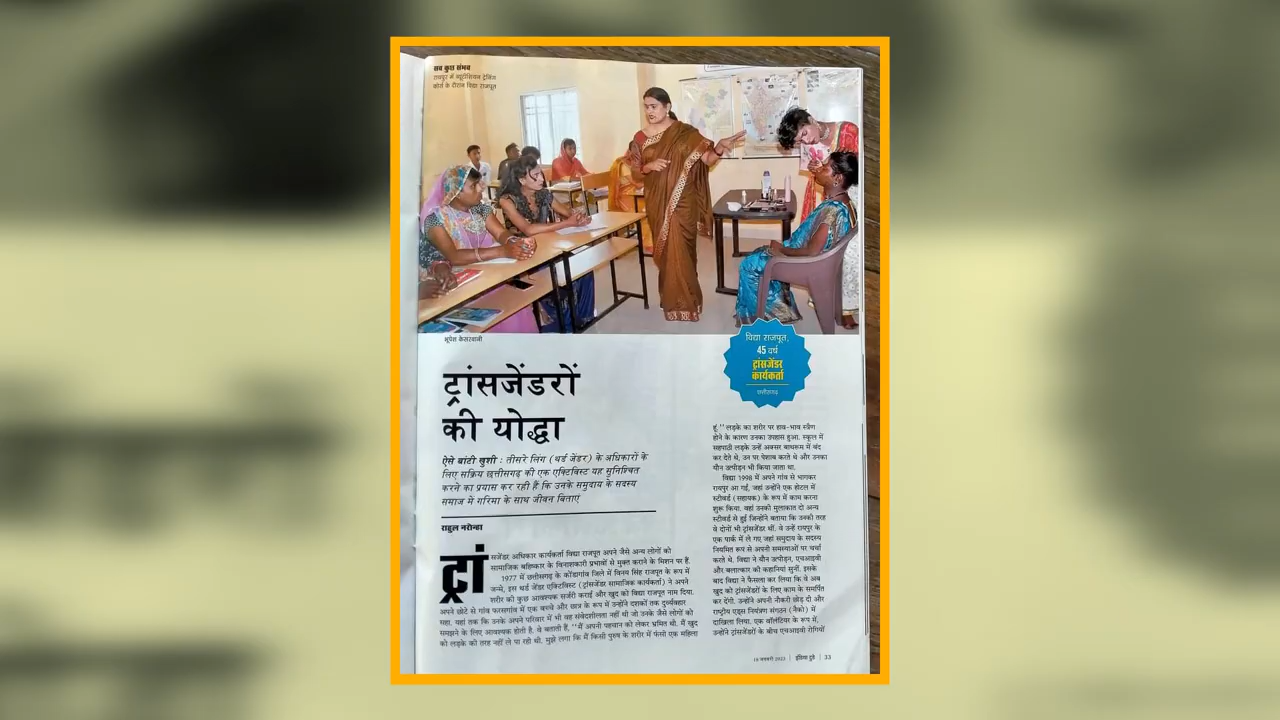 सब कुछ संभव
रायपुर में ब्यूटिशियन ट्रेनिंग
कोर्स के दौरान विद्या राजपूत
भूपेश केसरवानी
विद्या राजपूत,
45 वर्ष
ट्रांसजेंडर
कार्यकर्ता
छत्तीसगढ़
ट्रांसजेंडरों
की योद्धा
ऐसे बांटी खुशी : तीसरे लिंग (थर्ड जेंडर) के अधिकारों के
लिए सक्रिय छत्तीसगढ़ की एक एक्टिविस्ट यह सुनिश्चित
करने का प्रयास कर रही हैं कि उनके समुदाय के सदस्य
समाज में गरिमा के साथ जीवन बिताएं
राहुल नरोन्हा
ट्रांसजेंडर अधिकार कार्यकर्ता विद्या राजपूत अपने जैसे अन्य लोगों को
सामाजिक बहिष्कार के विनाशकारी प्रभावों से मुक्त कराने के मिशन पर हैं.
1977 में छत्तीसगढ़ के कोंडागांव जिले में विनय सिंह राजपूत के रूप में
जन्मे, इस थर्ड जेंडर एक्टिविस्ट (ट्रांसजेंडर सामाजिक कार्यकर्ता) ने अपने
शरीर की कुछ आवश्यक सर्जरी कराई और खुद को विद्या राजपूत नाम दिया.
अपने छोटे से गांव फरसगांव में एक बच्चे और छात्र के रूप में उन्होंने दशकों तक दुर्व्यवहार
सहा. यहां तक कि उनके अपने परिवार में भी वह संवेदशीलता नहीं थी जो उनके जैसे लोगों को
समझने के लिए आवश्यक होती है. वे बताती हैं, ''मैं अपनी पहचान को लेकर भ्रमित थी. मैं खुद
को लड़के की तरह नहीं ले पा रही थी. मुझे लगा कि मैं किसी पुरुष के शरीर में फंसी एक महिला
हूं.'' लड़के का शरीर पर हाव-भाव स्त्रैण
होने के कारण उनका उपहास हुआ. स्कूल में
सहपाठी लड़के उन्हें अक्सर बाथरूम में बंद
कर देते थे, उन पर पेशाब करते थे और उनका
यौन उत्पीड़न भी किया जाता था.
विद्या 1998 में अपने गांव से भागकर
रायपुर आ गईं, जहां उन्होंने एक होटल में
स्टीवर्ड (सहायक) के रूप में काम करना
शुरू किया. वहां उनकी मुलाकात दो अन्य
स्टीवर्ड से हुई जिन्होंने बताया कि उनकी तरह
वे दोनों भी ट्रांसजेंडर थीं. वे उन्हें रायपुर के
एक पार्क में ले गए जहां समुदाय के सदस्य
नियमित रूप से अपनी समस्याओं पर चर्चा
करते थे. विद्या ने यौन उत्पीड़न, एचआइवी
और बलात्कार की कहानियां सुनीं. इसके
बाद विद्या ने फैसला कर लिया कि वे अब
खुद को ट्रांसजेंडरों के लिए काम के समर्पित
कर देंगी. उन्होंने अपनी नौकरी छोड़ दी और
राष्ट्रीय एड्स नियंत्रण संगठन (नैको) में
दाखिला लिया. एक वॉलंटियर के रूप में,
उन्होंने ट्रांसजेंडरों के बीच एचआइवी रोगियों
18 जनवरी 2023 | इंडिया टुडे | 33